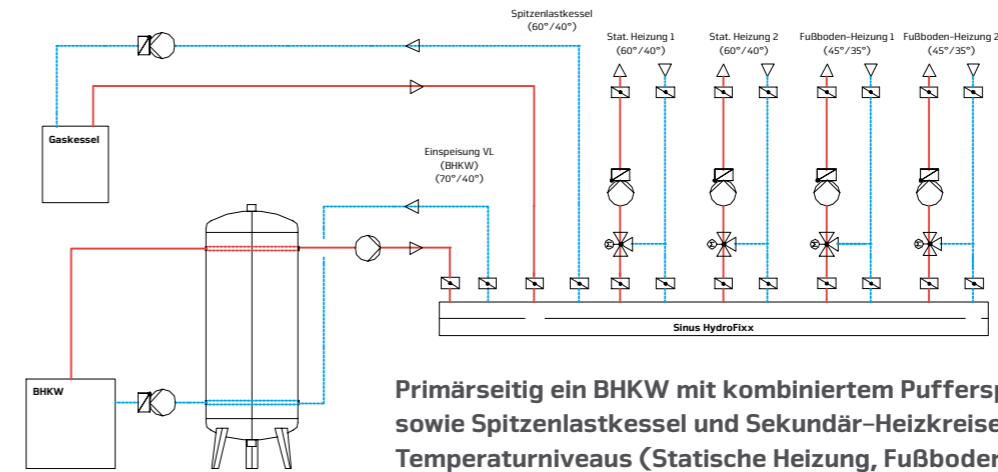 Spitzenlastkessel
(60°/40°)
Stat. Heizung 1
(60°/40°)
Stat. Heizung 2
(60°/40°)
Fußboden-Heizung 1
(45°/35°)
Fußboden-Heizung 2
(45°/35°)
Gaskessel
Einspeisung VL
(BHKW)
(70°/40°)
M
M
M
M
Sinus HydroFixx
BHKW
Primärseitig ein BHKW mit kombiniertem Puffersp
sowie Spitzenlastkessel und Sekundär-Heizkreise
Temperaturniveaus (Statische Heizung, Fußboden